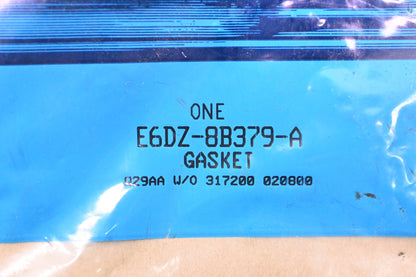 ONE
E6DZ-8B379-A
GASKET
029AA W/O 317200 020800